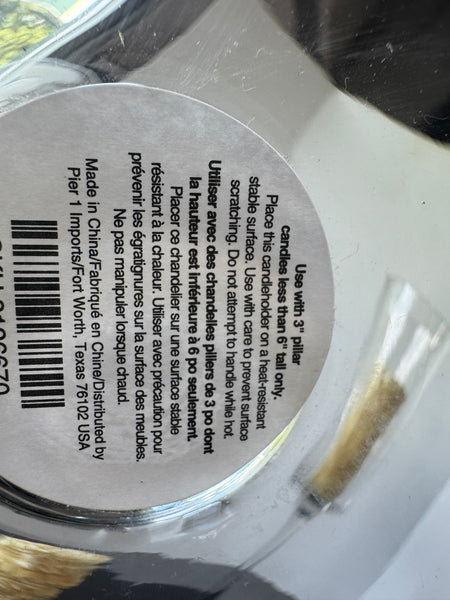 Use with 3" pillar
candles less than 6" tall only.
Place this candleholder on a heat-resistant
stable surface. Use with care to prevent surface
scratching. Do not attempt to handle while hot.
Utiliser avec des chandelles piliers de 3 po dont
la hauteur est inférieure à 6 po seulement.
Placer ce chandelier sur une surface stable
résistant à la chaleur. Utiliser avec précaution pour
prévenir les égratignures sur la surface des meubles.
Ne pas manipuler lorsque chaud.
Made in China/Fabriqué en Chine/Distributed by
Pier 1 Imports/Fort Worth, Texas 76102 USA